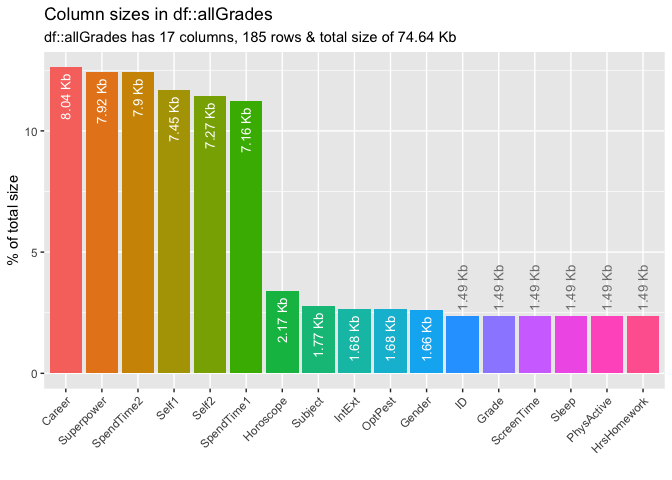 Column sizes in df::allGrades
df::allGrades has 17 columns, 185 rows & total size of 74.64 Kb
% of total size
10
5
0
8.04 Kb
7.92 Kb
7.9 Kb
7.45 Kb
7.27 Kb
7.16 Kb
2.17 Kb
1.77 Kb
1.68 Kb
1.68 Kb
1.66 Kb
1.49 Kb
1.49 Kb
1.49 Kb
1.49 Kb
1.49 Kb
1.49 Kb
Career
Superpower
SpendTime2
Self1
Self2
SpendTime1
Horoscope
Subject
IntExt
OptPest
Gender
ID
Grade
ScreenTime
Sleep
PhysActive
HrsHomework